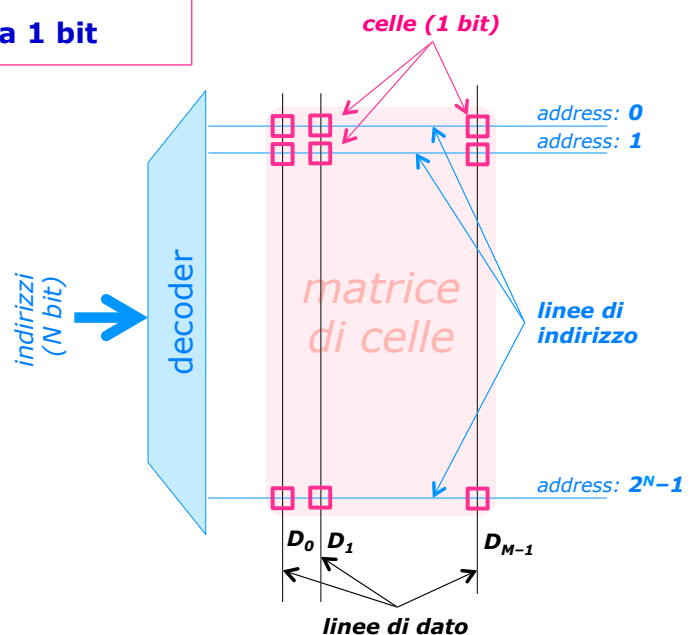 a 1 bit
celle (1 bit)
address: 0
address: 1
indirizzi
(N bit)
decoder
matrice
di celle
linee di
indirizzo
address: 2ᴺ–1
D₀ D₁ Dₘ₋₁
linee di dato